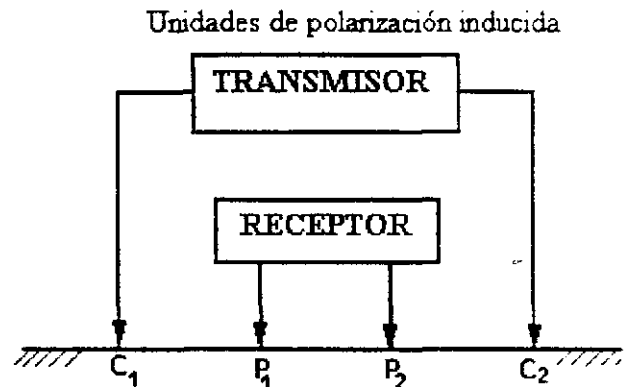 Unidades de polarización inducida
TRANSMISOR
RECEPTOR
C1 P1 P2 C2